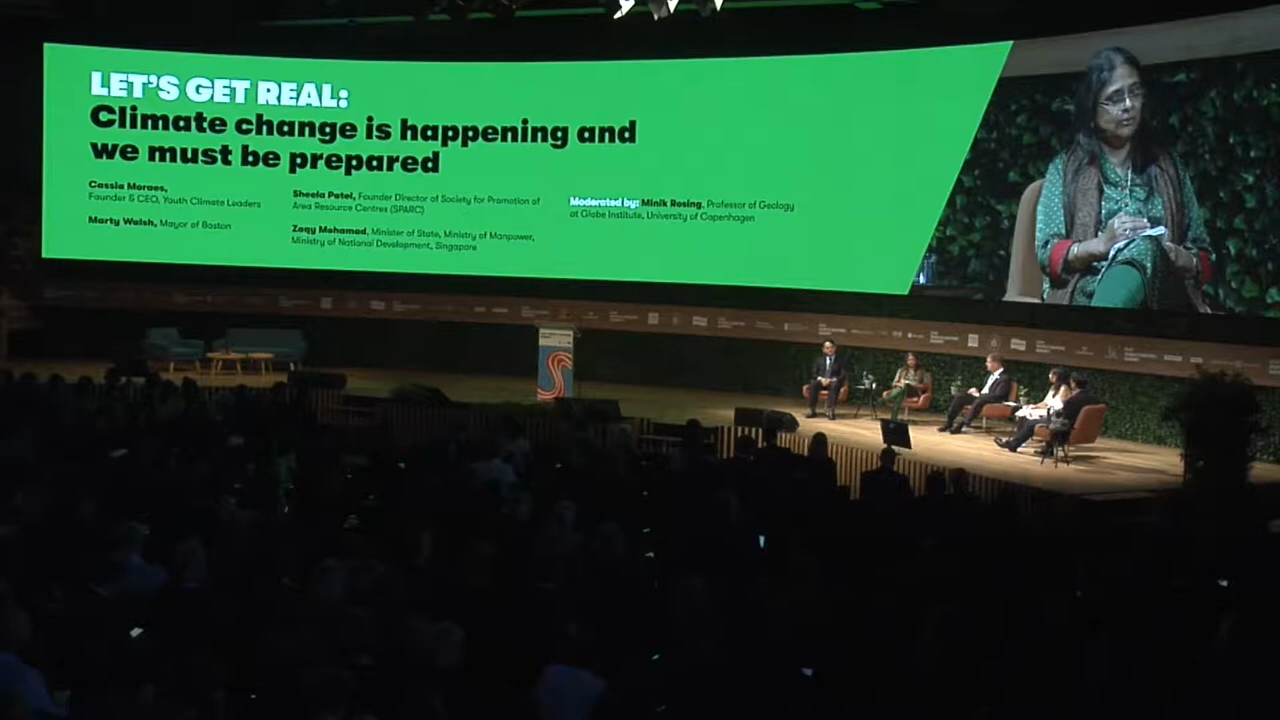 LET'S GET REAL:
Climate change is happening and
we must be prepared
Cassia Moraes,
Founder & CEO, Youth Climate Leaders
Marty Walsh, Mayor of Boston
Sheela Patel, Founder Director of Society for Promotion of
Area Resource Centres (SPARC)
Zaqy Mohamad, Minister of State, Ministry of Manpower,
Ministry of National Development, Singapore
Moderated by: Minik Rosing, Professor of Geology
at Globe Institute, University of Copenhagen